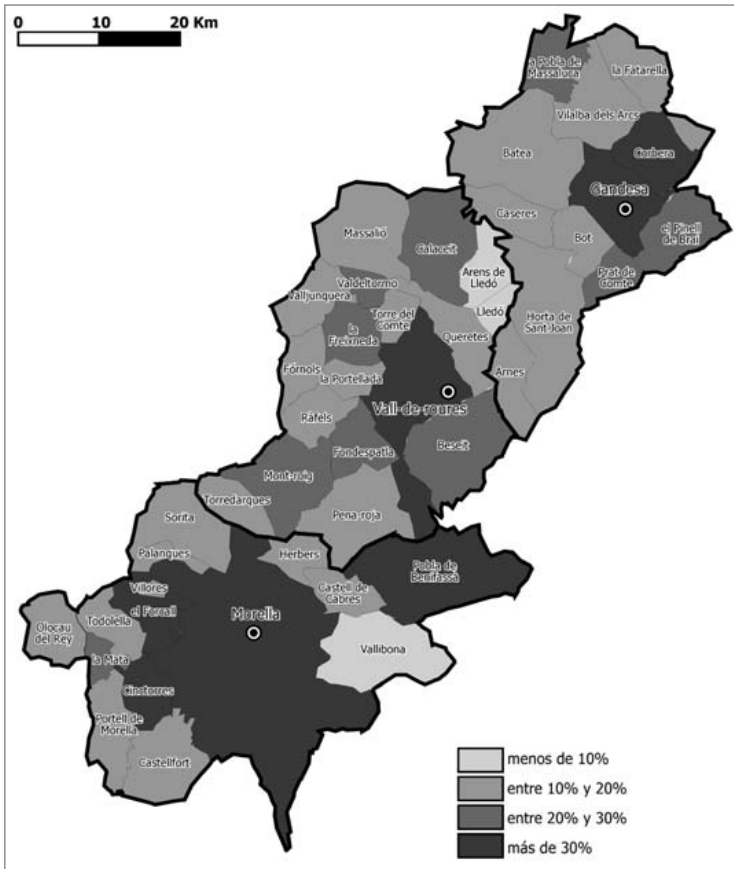 0 10 20 Km
a Pobla de
Massaluca
la Fatarella
Vilalba dels Arcs
Batea
Corbera
Gandesa
Caseres
el Pinell
de Brai
Bot
Massalió
Calaceit
Arens de
Lledó
Prat de
Comte
Valdeltormo
Valljunquera
Torre del
Comte
Lledó
Horta de
Sant Joan
la
Freixneda
Queretes
Fórnols
la Portellada
Arnes
Vall-de-roures
Ràfels
Fondespatla
Beseit
Mont-roig
Torredarques
Pena-roja
Sorita
Palanques
Herbers
Pobla de
Benifassà
Villores
Castell de
Cabres
el Forcall
Morella
Todolella
Olocau
del Rey
Vallibona
la Mata
Cinctorres
Portell de
Morella
Castellfort
menos de 10%
entre 10% y 20%
entre 20% y 30%
más de 30%